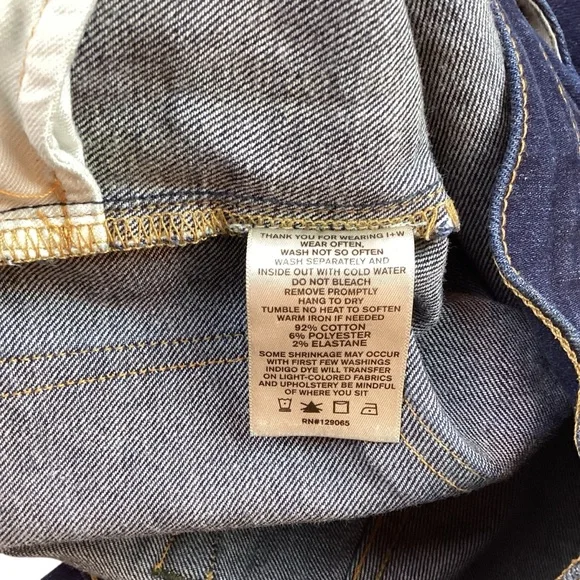 THANK YOU FOR WEARING I+W
WEAR OFTEN,
WASH NOT SO OFTEN
WASH SEPARATELY AND
INSIDE OUT WITH COLD WATER
DO NOT BLEACH
REMOVE PROMPTLY
HANG TO DRY
TUMBLE NO HEAT TO SOFTEN
WARM IRON IF NEEDED
92% COTTON
6% POLYESTER
2% ELASTANE
SOME SHRINKAGE MAY OCCUR
WITH FIRST FEW WASHINGS
INDIGO DYE WILL TRANSFER
ON LIGHT-COLORED FABRICS
AND UPHOLSTERY BE MINDFUL
OF WHERE YOU SIT
RN#129065